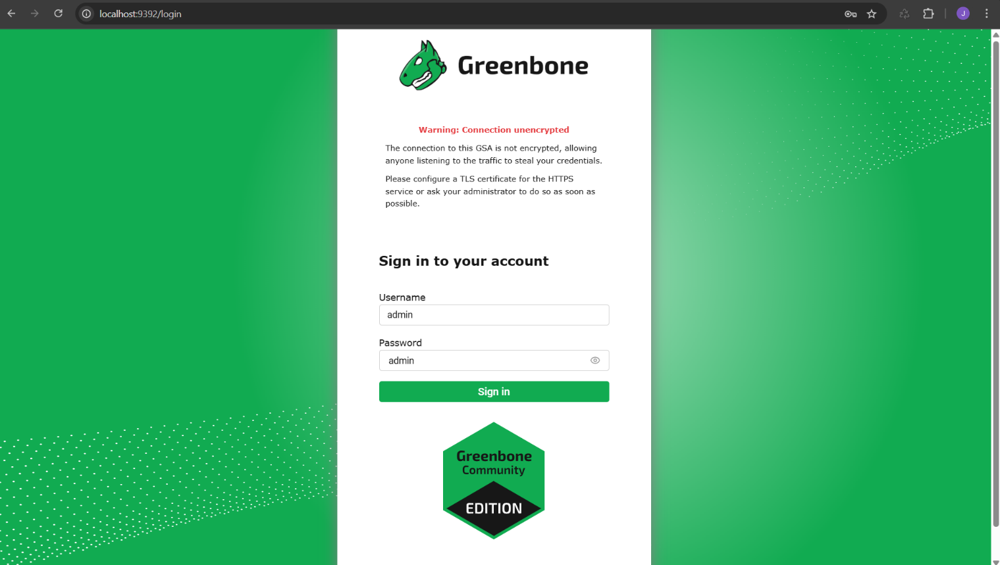 localhost:9392/login
J
Greenbone
Warning: Connection unencrypted
The connection to this GSA is not encrypted, allowing
anyone listening to the traffic to steal your credentials.
Please configure a TLS certificate for the HTTPS
service or ask your administrator to do so as soon as
possible.
Sign in to your account
Username
admin
Password
admin
Sign in
Greenbone
Community
EDITION